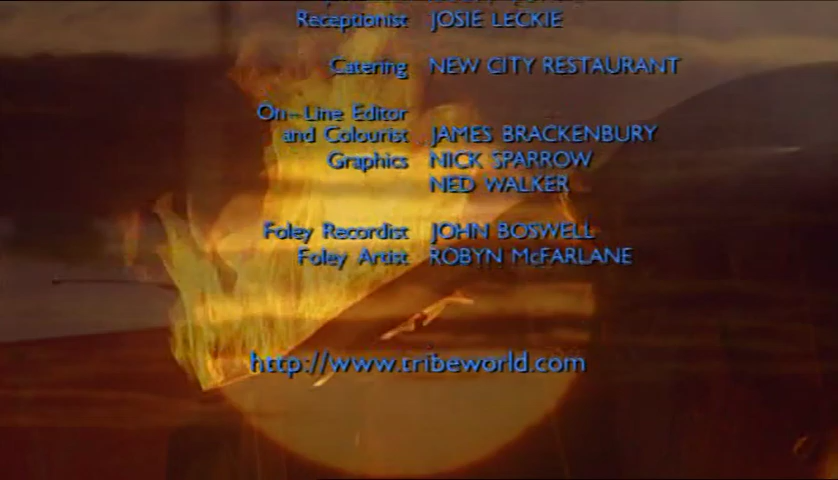 Receptionist JOSIE LECKIE
Catering NEW CITY RESTAURANT
On-Line Editor
and Colourist JAMES BRACKENBURY
Graphics NICK SPARROW
NED WALKER
Foley Recordist JOHN BOSWELL
Foley Artist ROBYN McFARLANE
http://www.tribeworld.com